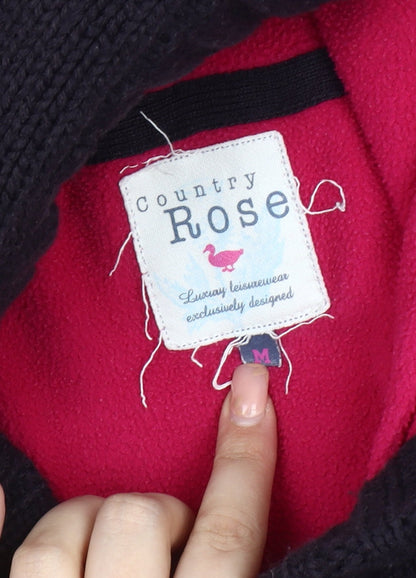 Country
Rose
Luxury leisurewear
exclusively designed
M